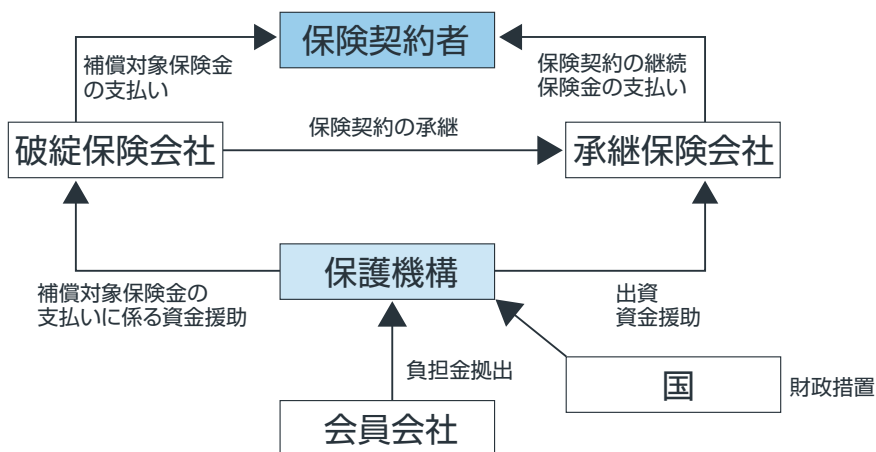 保険契約者
補償対象保険金
の支払い
保険契約の継続
保険金の支払い
保険契約の承継
破綻保険会社
承継保険会社
保護機構
補償対象保険金の
支払いに係る資金援助
出資
資金援助
負担金拠出
国
財政措置
会員会社